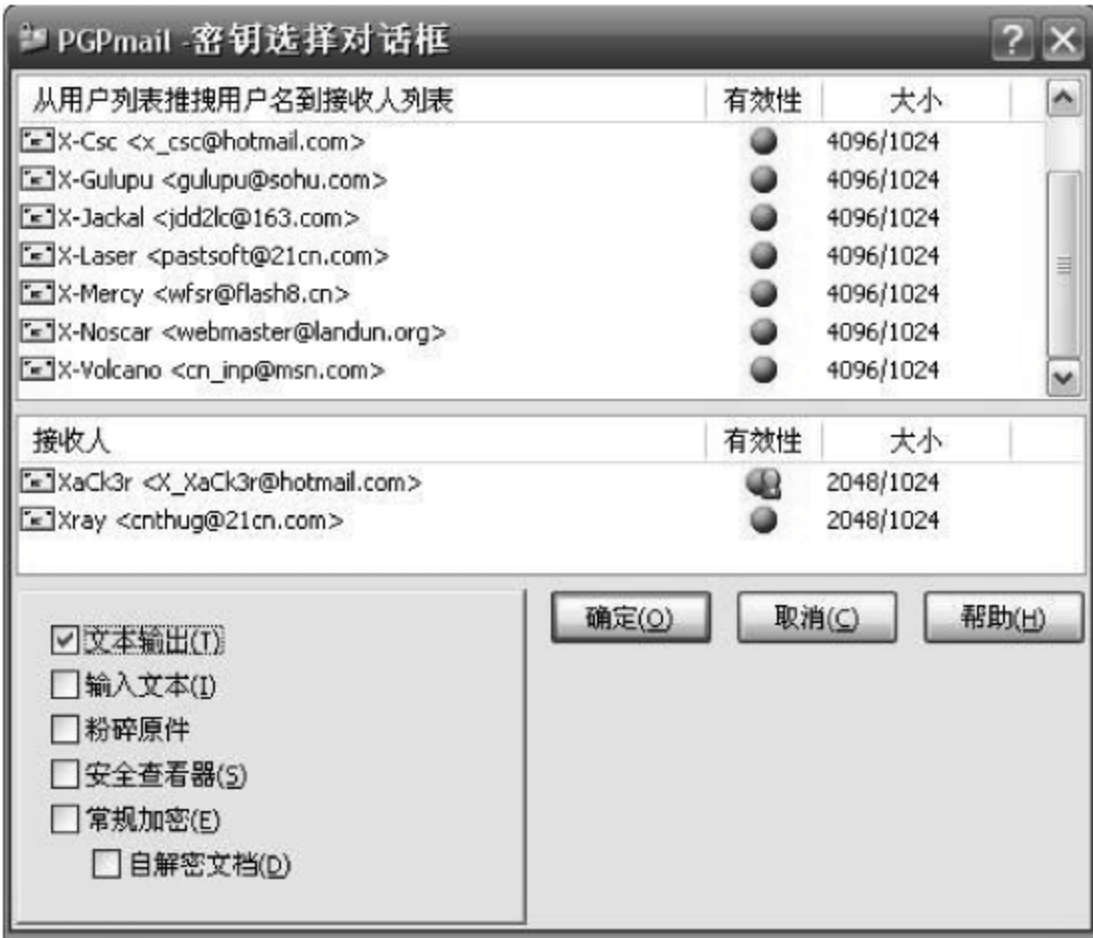 PGPmail -密钥选择对话框
从用户列表推拽用户名到接收人列表 有效性 大小
X-Csc <x_csc@hotmail.com> 4096/1024
X-Gulupu <gulupu@sohu.com> 4096/1024
X-Jackal <jdd2lc@163.com> 4096/1024
X-Laser <pastsoft@21cn.com> 4096/1024
X-Mercy <wfsr@flash8.cn> 4096/1024
X-Noscar <webmaster@landun.org> 4096/1024
X-Volcano <cn_inp@msn.com> 4096/1024
接收人 有效性 大小
XaCk3r <X_XaCk3r@hotmail.com> 2048/1024
Xray <cnthug@21cn.com> 2048/1024
确定(O) 取消(C) 帮助(H)
文本输出(T)
输入文本(I)
粉碎原件
安全查看器(S)
常规加密(E)
自解密文档(D)